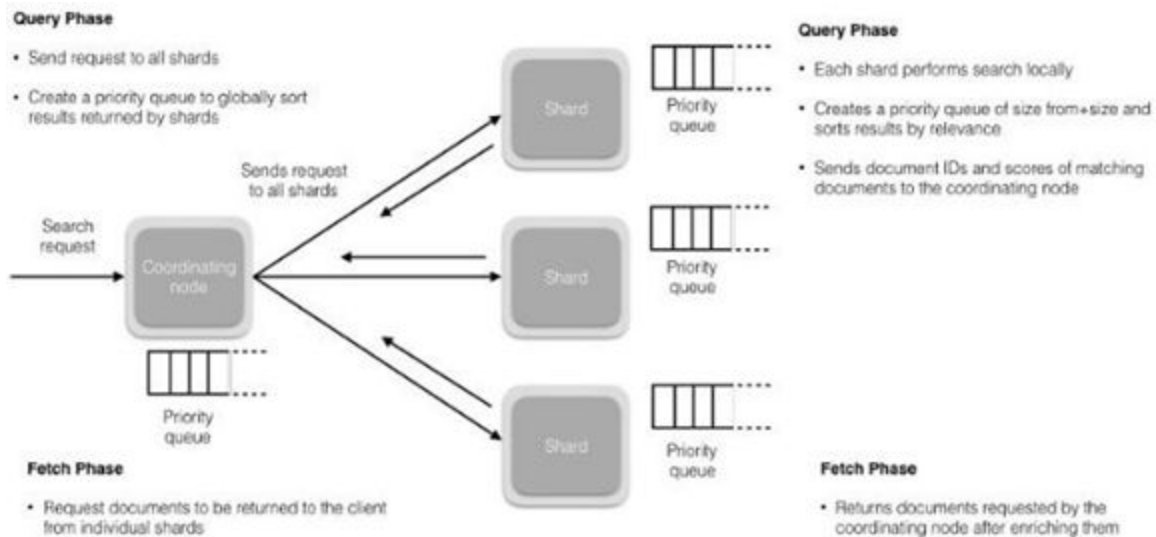 Query Phase
• Send request to all shards
• Create a priority queue to globally sort
results returned by shards
Sends request
to all shards
Search
request
Coordinating
node
Priority
queue
Fetch Phase
• Request documents to be returned to the client
from individual shards
Shard
Priority
queue
Shard
Priority
queue
Shard
Priority
queue
Query Phase
• Each shard performs search locally
• Creates a priority queue of size from+size and
sorts results by relevance
• Sends document IDs and scores of matching
documents to the coordinating node
Fetch Phase
• Returns documents requested by the
coordinating node after enriching them